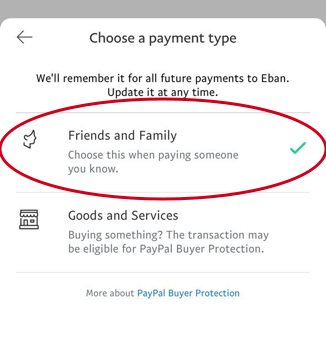 Choose a payment type
We'll remember it for all future payments to Eban.
Update it at any time.
Friends and Family
Choose this when paying someone
you know.
Goods and Services
Buying something? The transaction may
be eligible for PayPal Buyer Protection.
More about PayPal Buyer Protection